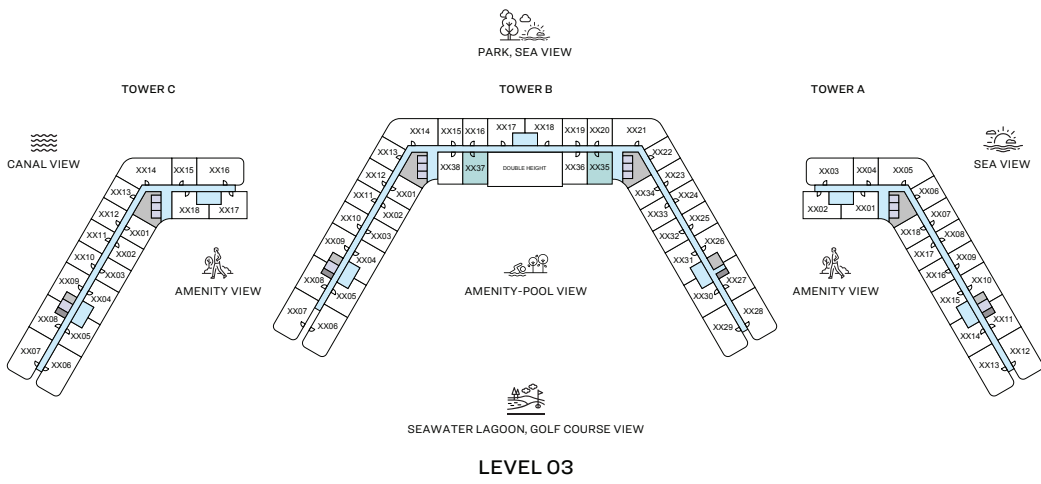 PARK, SEA VIEW
TOWER C
TOWER B
TOWER A
CANAL VIEW
SEA VIEW
XX14
XX15
XX16
XX13
XX12
XX11
XX10
XX09
XX08
XX07
XX06
XX05
XX04
XX03
XX02
XX01
XX18
XX17
AMENITY VIEW
XX14
XX15
XX16
XX17
XX18
XX19
XX20
XX21
XX13
XX12
XX11
XX10
XX09
XX08
XX07
XX06
XX05
XX04
XX03
XX02
XX01
XX38
XX37
DOUBLE HEIGHT
XX36
XX35
XX22
XX23
XX24
XX25
XX26
XX27
XX28
XX29
XX30
XX31
XX32
XX33
XX34
AMENITY-POOL VIEW
XX03
XX04
XX05
XX02
XX01
XX06
XX07
XX08
XX09
XX10
XX11
XX12
XX13
XX14
XX15
XX16
XX17
XX18
AMENITY VIEW
SEAWATER LAGOON, GOLF COURSE VIEW
LEVEL 03